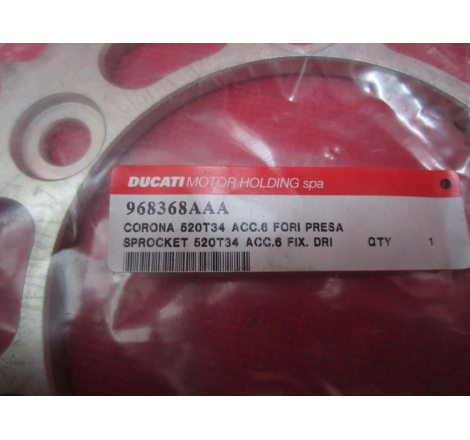 DUCATI MOTOR HOLDING spa
968368AAA
CORONA 520T34 ACC.6 FORI PRESA
SPROCKET 520T34 ACC.6 FIX. DRI QTY 1